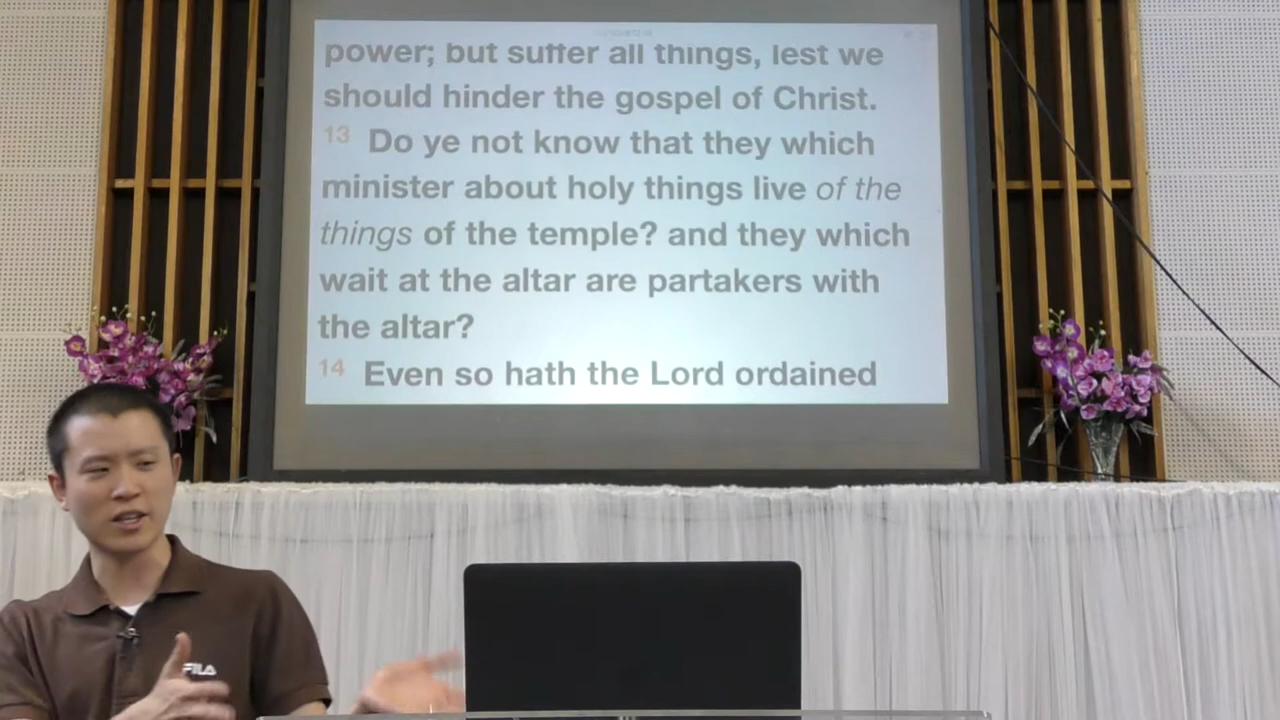 power; but suffer all things, lest we
should hinder the gospel of Christ.
13 Do ye not know that they which
minister about holy things live of the
things of the temple? and they which
wait at the altar are partakers with
the altar?
14 Even so hath the Lord ordained
FILA